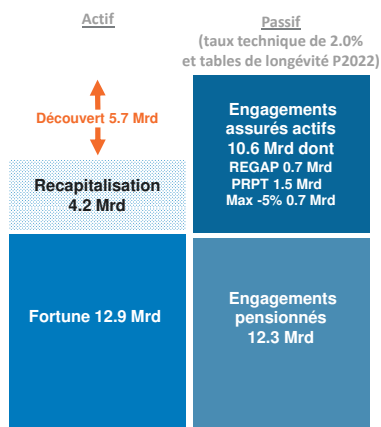 Actif
Découvert 5.7 Mrd
Recapitalisation
4.2 Mrd
Fortune 12.9 Mrd
Passif
(taux technique de 2.0%
et tables de longévité P2022)
Engagements
assurés actifs
10.6 Mrd dont
REGAP 0.7 Mrd
PRPT 1.5 Mrd
Max -5% 0.7 Mrd
Engagements
pensionnés
12.3 Mrd